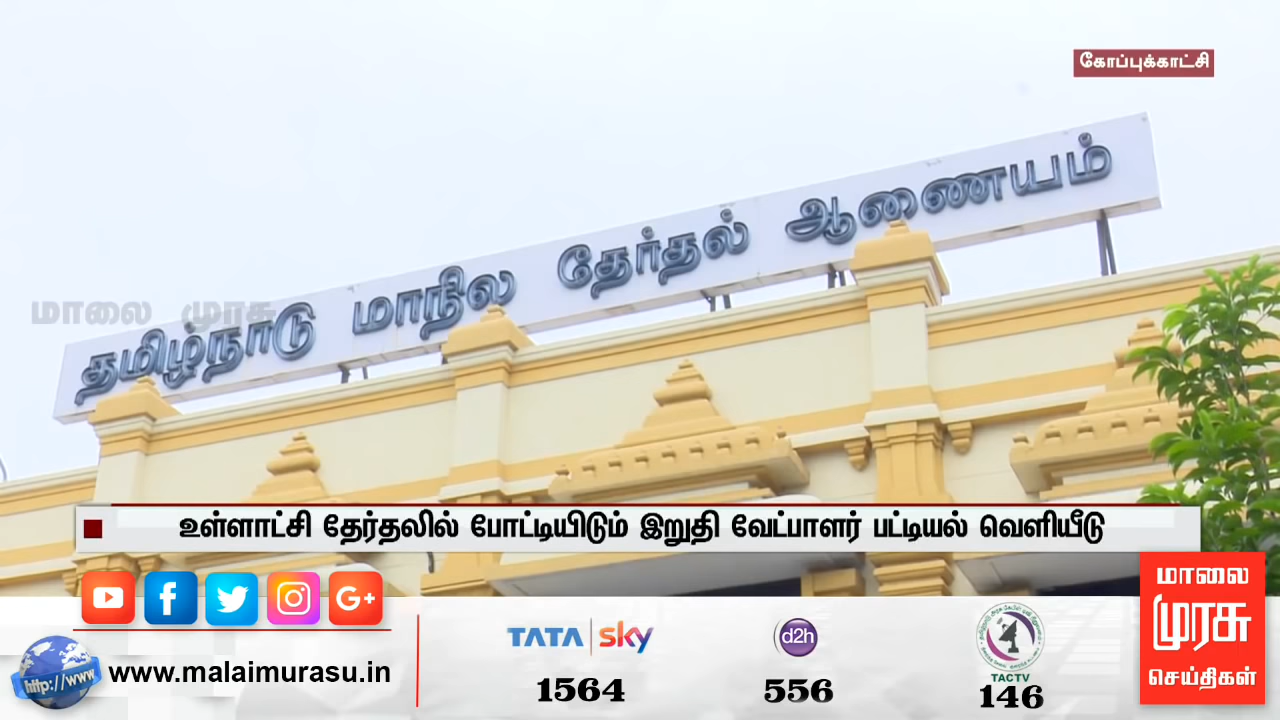 கோப்புக்காட்சி
தமிழ்நாடு மாநில தேர்தல் ஆணையம்
மாலை முரசு
உள்ளாட்சி தேர்தலில் போட்டியிடும் இறுதி வேட்பாளர் பட்டியல் வெளியீடு
மாலை
முரசு
செய்திகள்
G+
http://www
www.malaimurasu.in
TATA sky
1564
d2h
556
TACTV
146